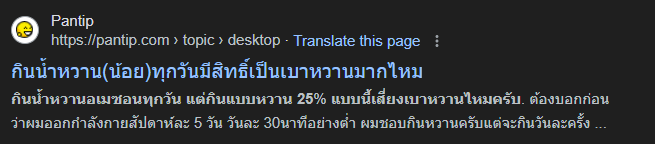 Pantip
https://pantip.com › topic › desktop · Translate this page
กินน้ำหวาน(น้อย)ทุกวันมีสิทธิ์เป็นเบาหวานมากไหม
กินน้ำหวานอเมซอนทุกวัน แต่กินแบบหวาน 25% แบบนี้เสี่ยงเบาหวานไหมครับ. ต้องบอกก่อน
ว่าผมออกกำลังกายสัปดาห์ละ 5 วัน วันละ 30นาทีอย่างต่ำ ผมชอบกินหวานครับแต่จะกินวันละครั้ง ...